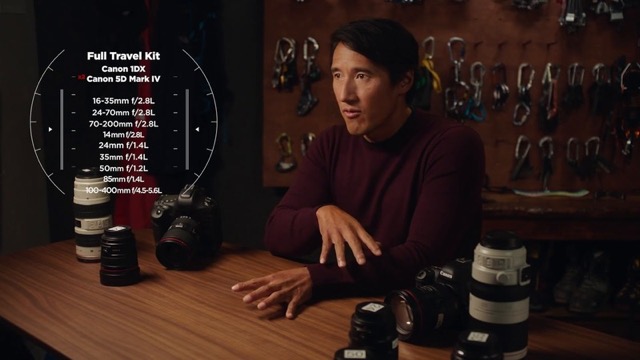 Full Travel Kit
Canon 1DX
x2 Canon 5D Mark IV
16-35mm f/2.8L
24-70mm f/2.8L
70-200mm f/2.8L
14mm f/2.8L
24mm f/1.4L
35mm f/1.4L
50mm f/1.2L
85mm f/1.4L
100-400mm f/4.5-5.6L
50